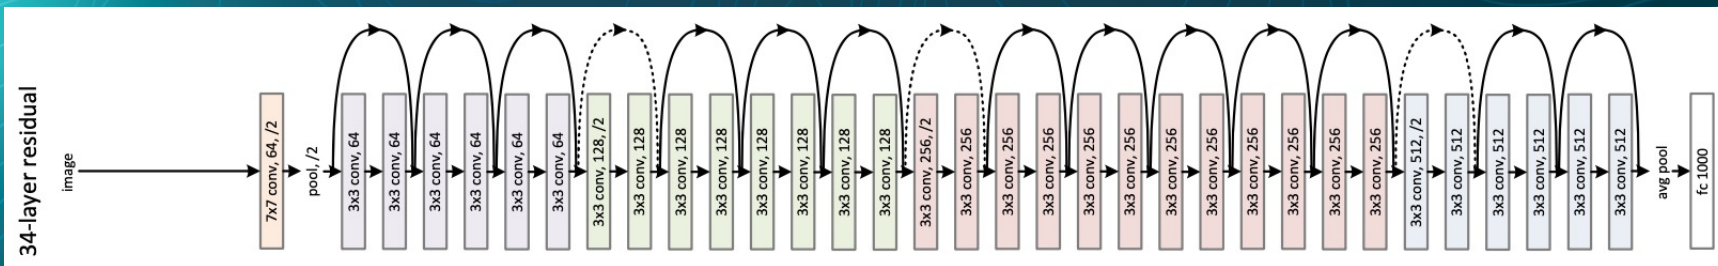 34-layer residual
image
7x7 conv, 64, /2
pool, /2
3x3 conv, 64
3x3 conv, 64
3x3 conv, 64
3x3 conv, 64
3x3 conv, 64
3x3 conv, 64
3x3 conv, 128, /2
3x3 conv, 128
3x3 conv, 128
3x3 conv, 128
3x3 conv, 128
3x3 conv, 128
3x3 conv, 128
3x3 conv, 128
3x3 conv, 256, /2
3x3 conv, 256
3x3 conv, 256
3x3 conv, 256
3x3 conv, 256
3x3 conv, 256
3x3 conv, 256
3x3 conv, 256
3x3 conv, 256
3x3 conv, 256
3x3 conv, 256
3x3 conv, 256
3x3 conv, 512, /2
3x3 conv, 512
3x3 conv, 512
3x3 conv, 512
3x3 conv, 512
3x3 conv, 512
avg pool
fc 1000